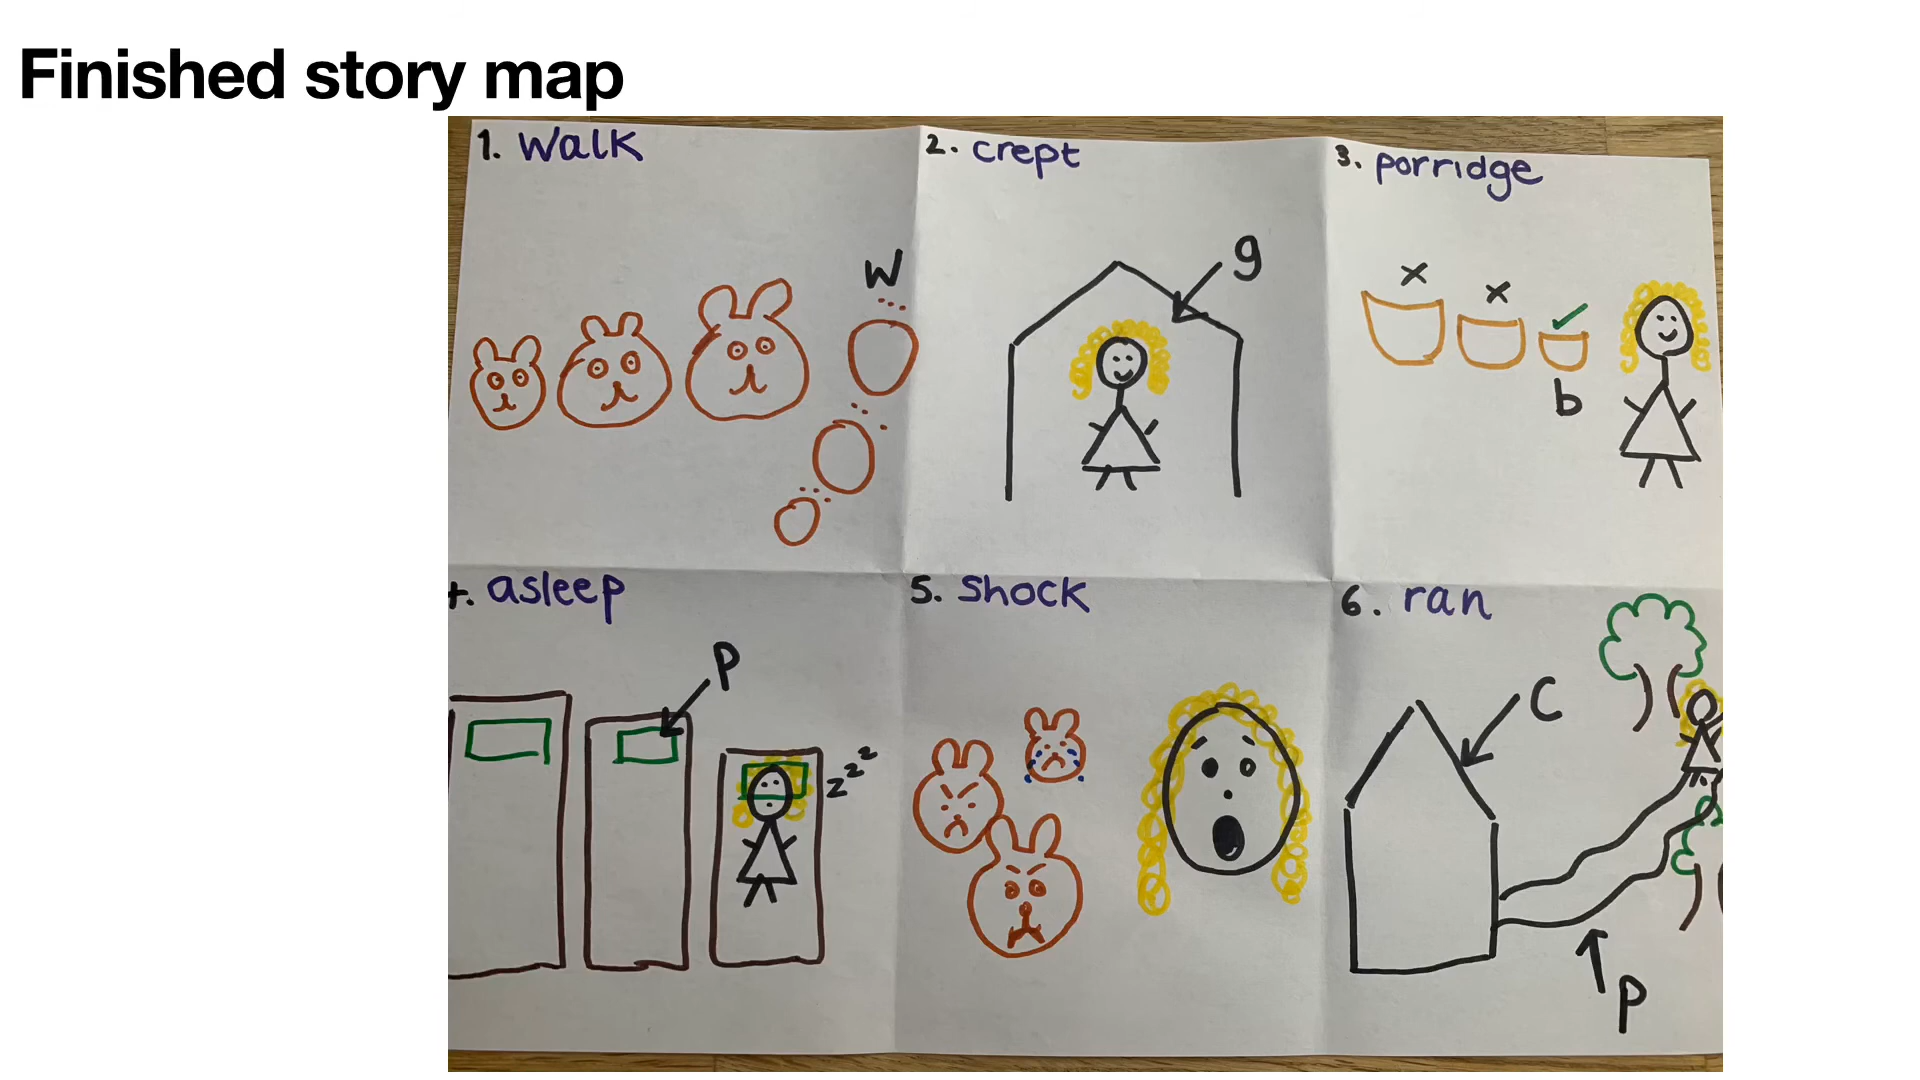 Finished story map
1. walk
w
2. crept
g
3. porridge
x x
b
4. asleep
p
zzz
5. shock
6. ran
c
p